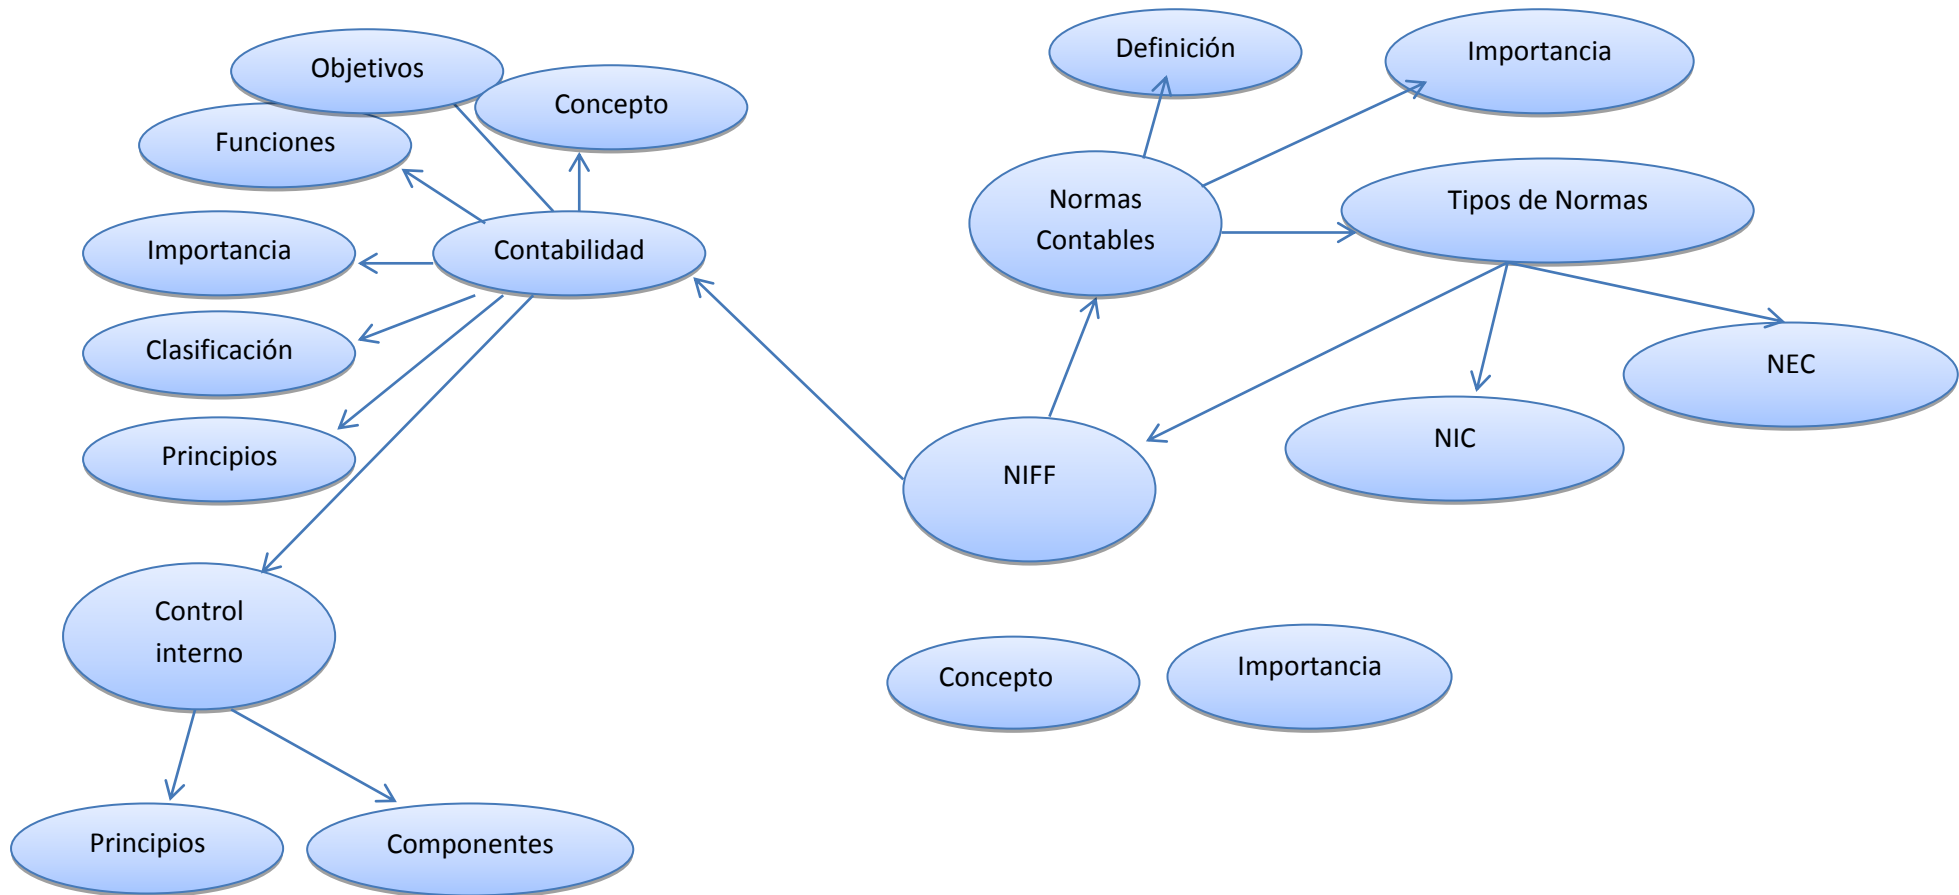 Objetivos
Concepto
Funciones
Importancia
Contabilidad
Clasificación
Principios
Control
interno
Principios
Componentes
Definición
Importancia
Normas
Contables
Tipos de Normas
NEC
NIC
NIFF
Concepto
Importancia